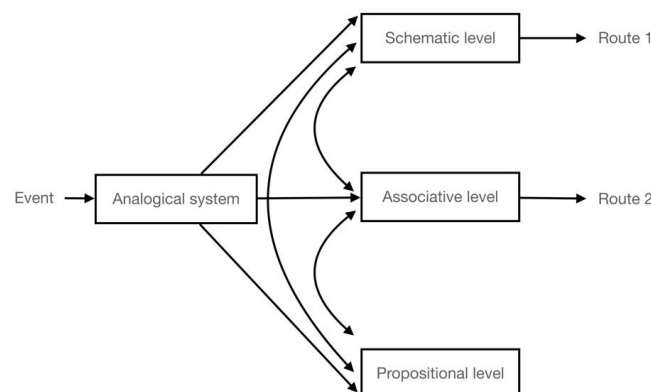 Schematic level
Route 1
Event
Analogical system
Associative level
Route 2
Propositional level